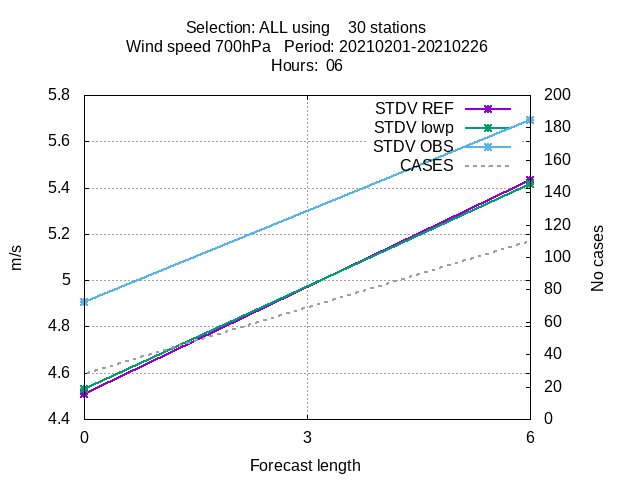 Selection: ALL using    30 stations
Wind speed 700hPa   Period: 20210201-20210226
Hours:  06
5.8
5.6
5.4
5.2
5
4.8
4.6
4.4
200
180
160
140
120
100
80
60
40
20
0
STDV REF
STDV lowp
STDV OBS
CASES
m/s
No cases
0 3 6
Forecast length